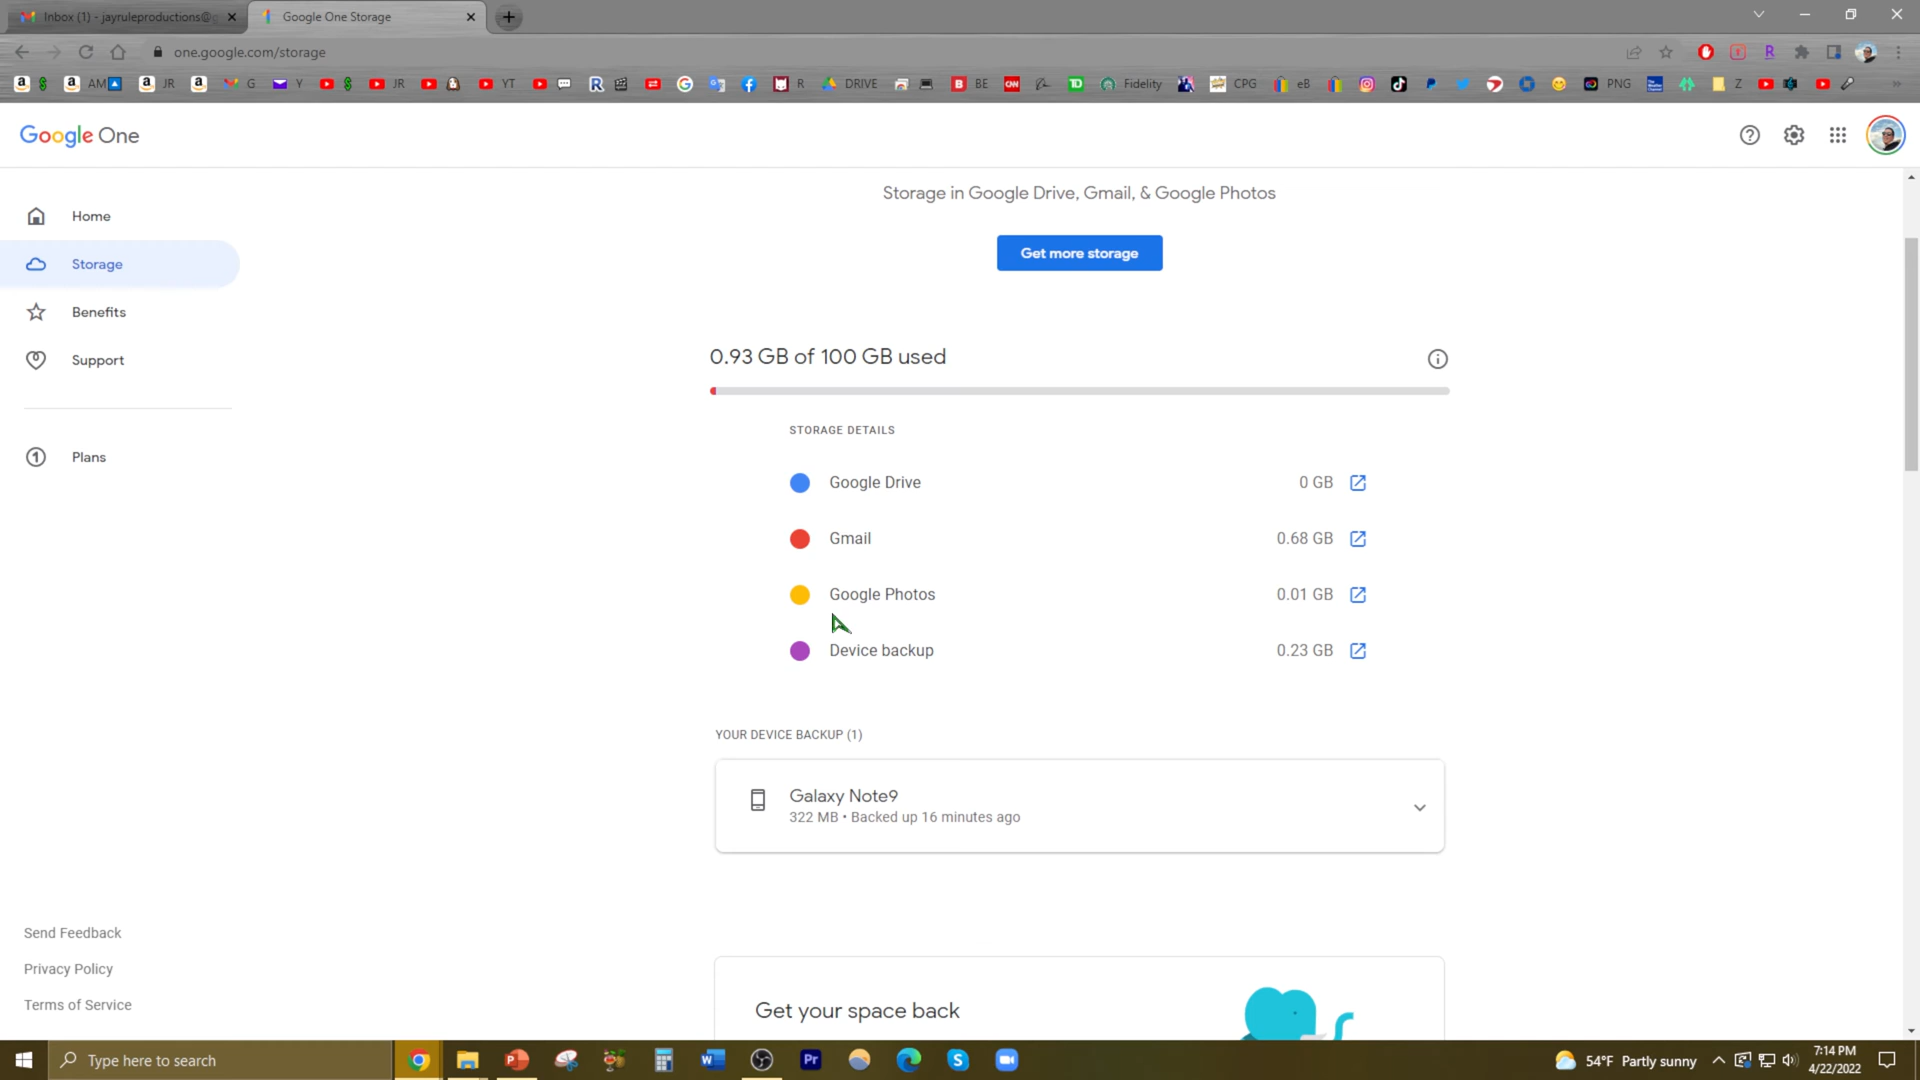 Inbox (1) - jayruleproductions@g
Google One Storage
one.google.com/storage
$ AM JR G Y $ JR YT R DRIVE BE CNN Fidelity CPG eB PNG Z »
Google One
Home
Storage
Benefits
Support
Plans
Send Feedback
Privacy Policy
Terms of Service
Storage in Google Drive, Gmail, & Google Photos
Get more storage
0.93 GB of 100 GB used
STORAGE DETAILS
Google Drive 0 GB
Gmail 0.68 GB
Google Photos 0.01 GB
Device backup 0.23 GB
YOUR DEVICE BACKUP (1)
Galaxy Note9
322 MB • Backed up 16 minutes ago
Get your space back
Type here to search
54°F Partly sunny
7:14 PM
4/22/2022